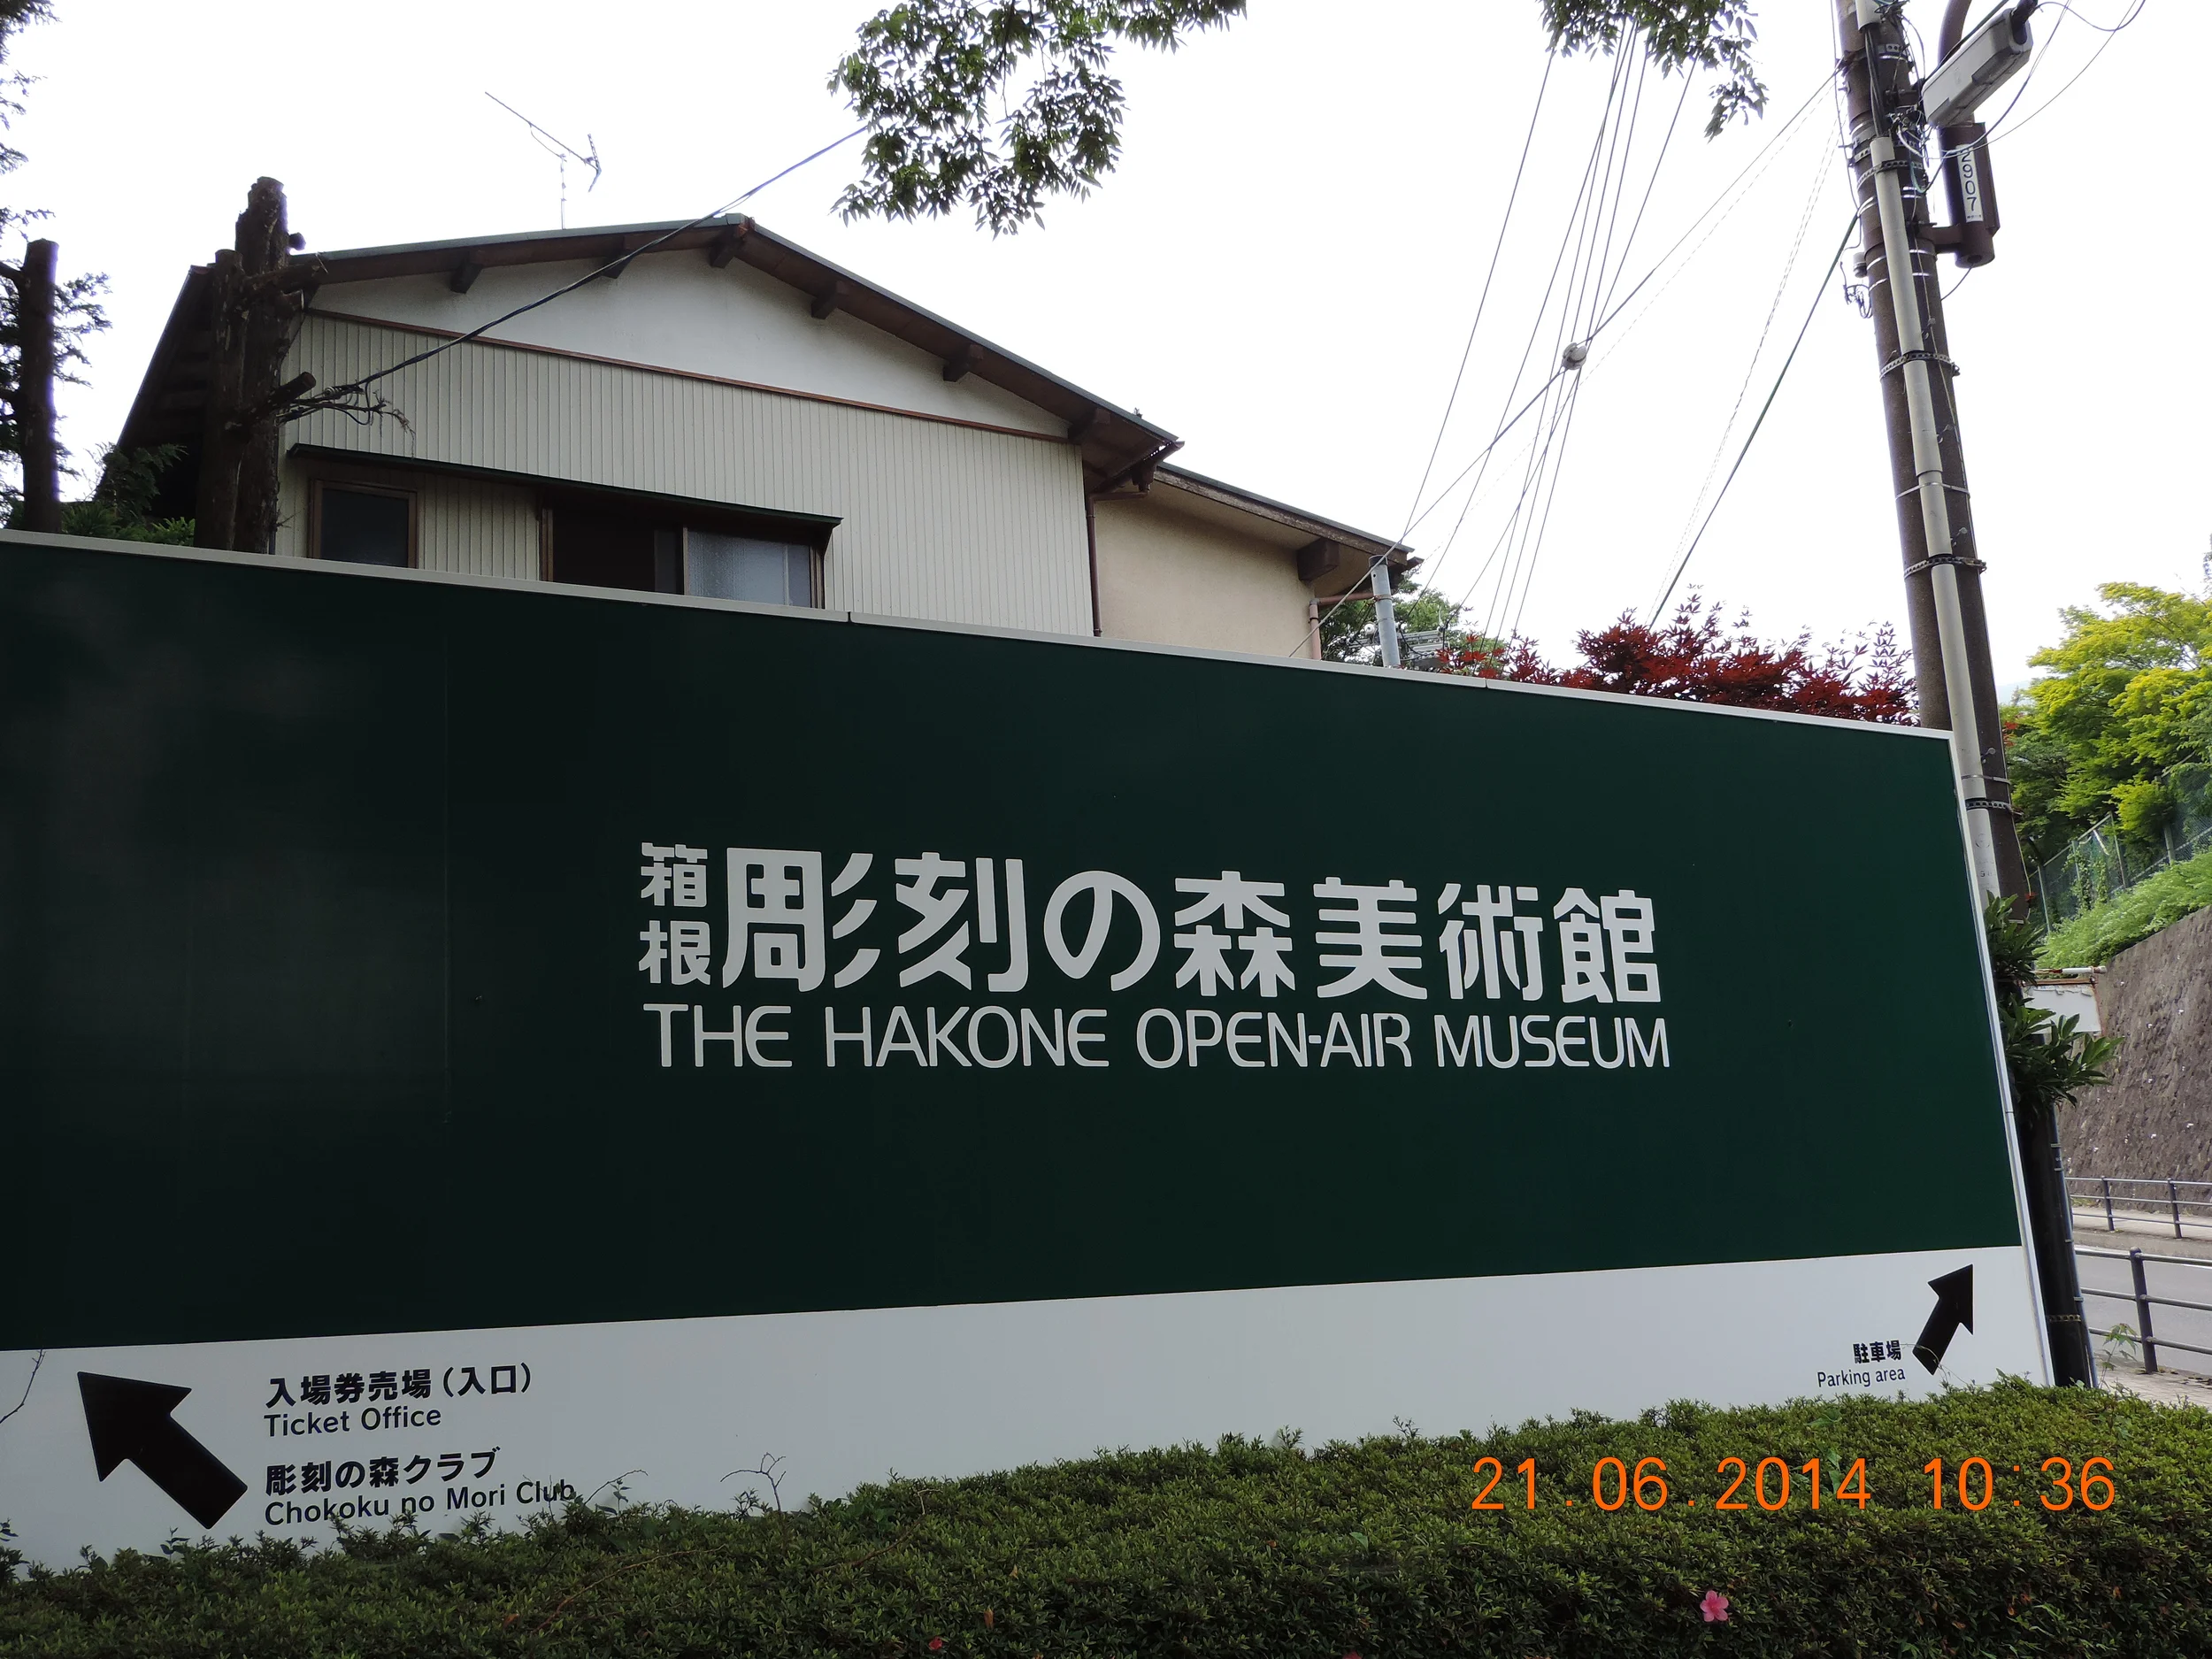 2907
箱根彫刻の森美術館
THE HAKONE OPEN-AIR MUSEUM
入場券売場（入口）
Ticket Office
彫刻の森クラブ
Chokoku no Mori Club
駐車場
Parking area
21.06.2014 10:36